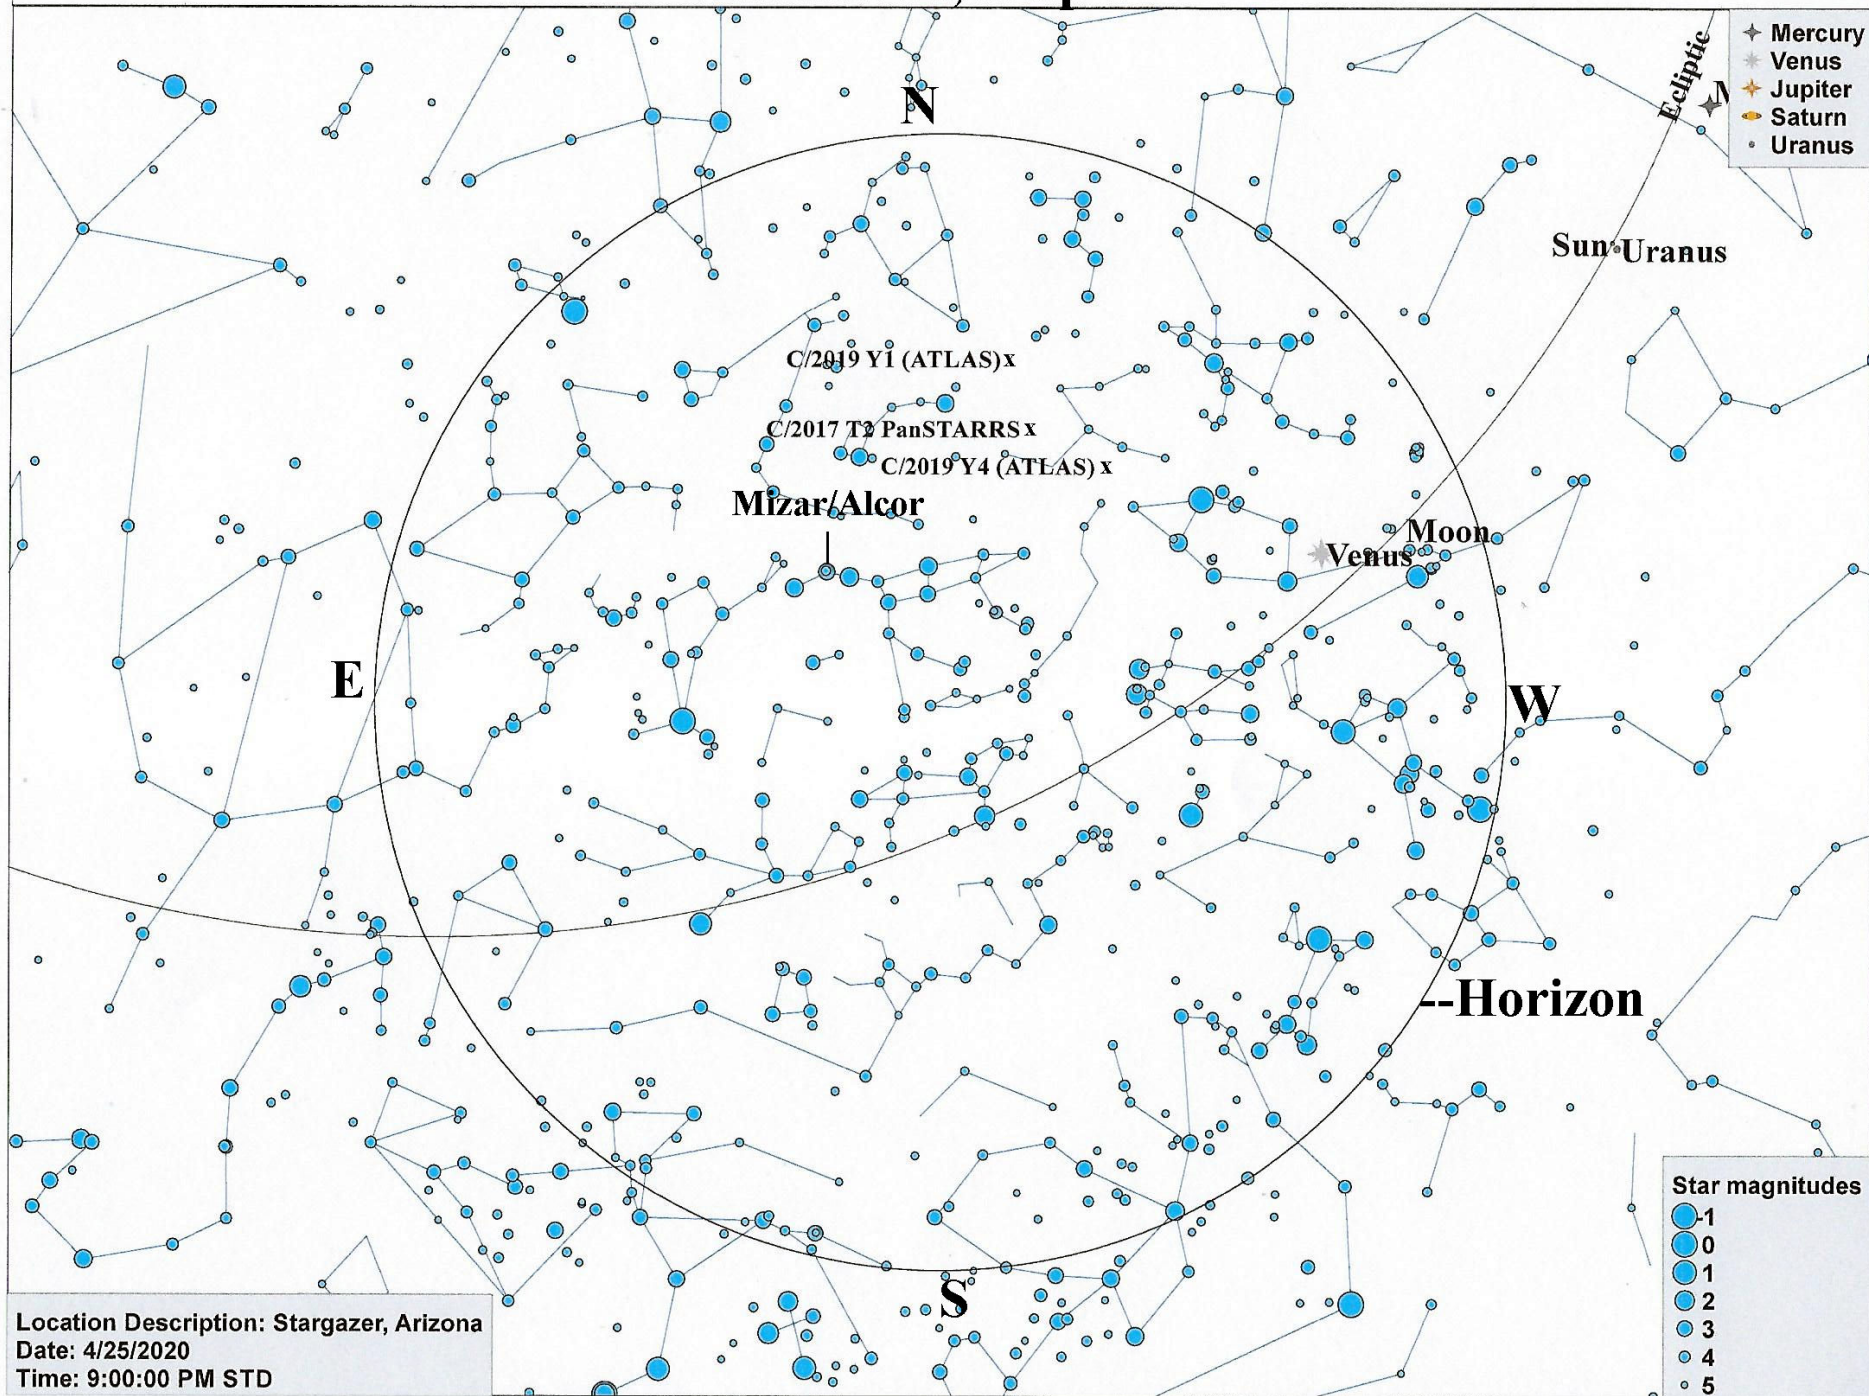 N
Ecliptic
Mercury
Venus
Jupiter
Saturn
Uranus
Sun Uranus
C/2019 Y1 (ATLAS) x
C/2017 T2 PanSTARRS x
C/2019 Y4 (ATLAS) x
Mizar/Alcor
Moon
Venus
E
W
--Horizon
S
Star magnitudes
-1
0
1
2
3
4
5
Location Description: Stargazer, Arizona
Date: 4/25/2020
Time: 9:00:00 PM STD